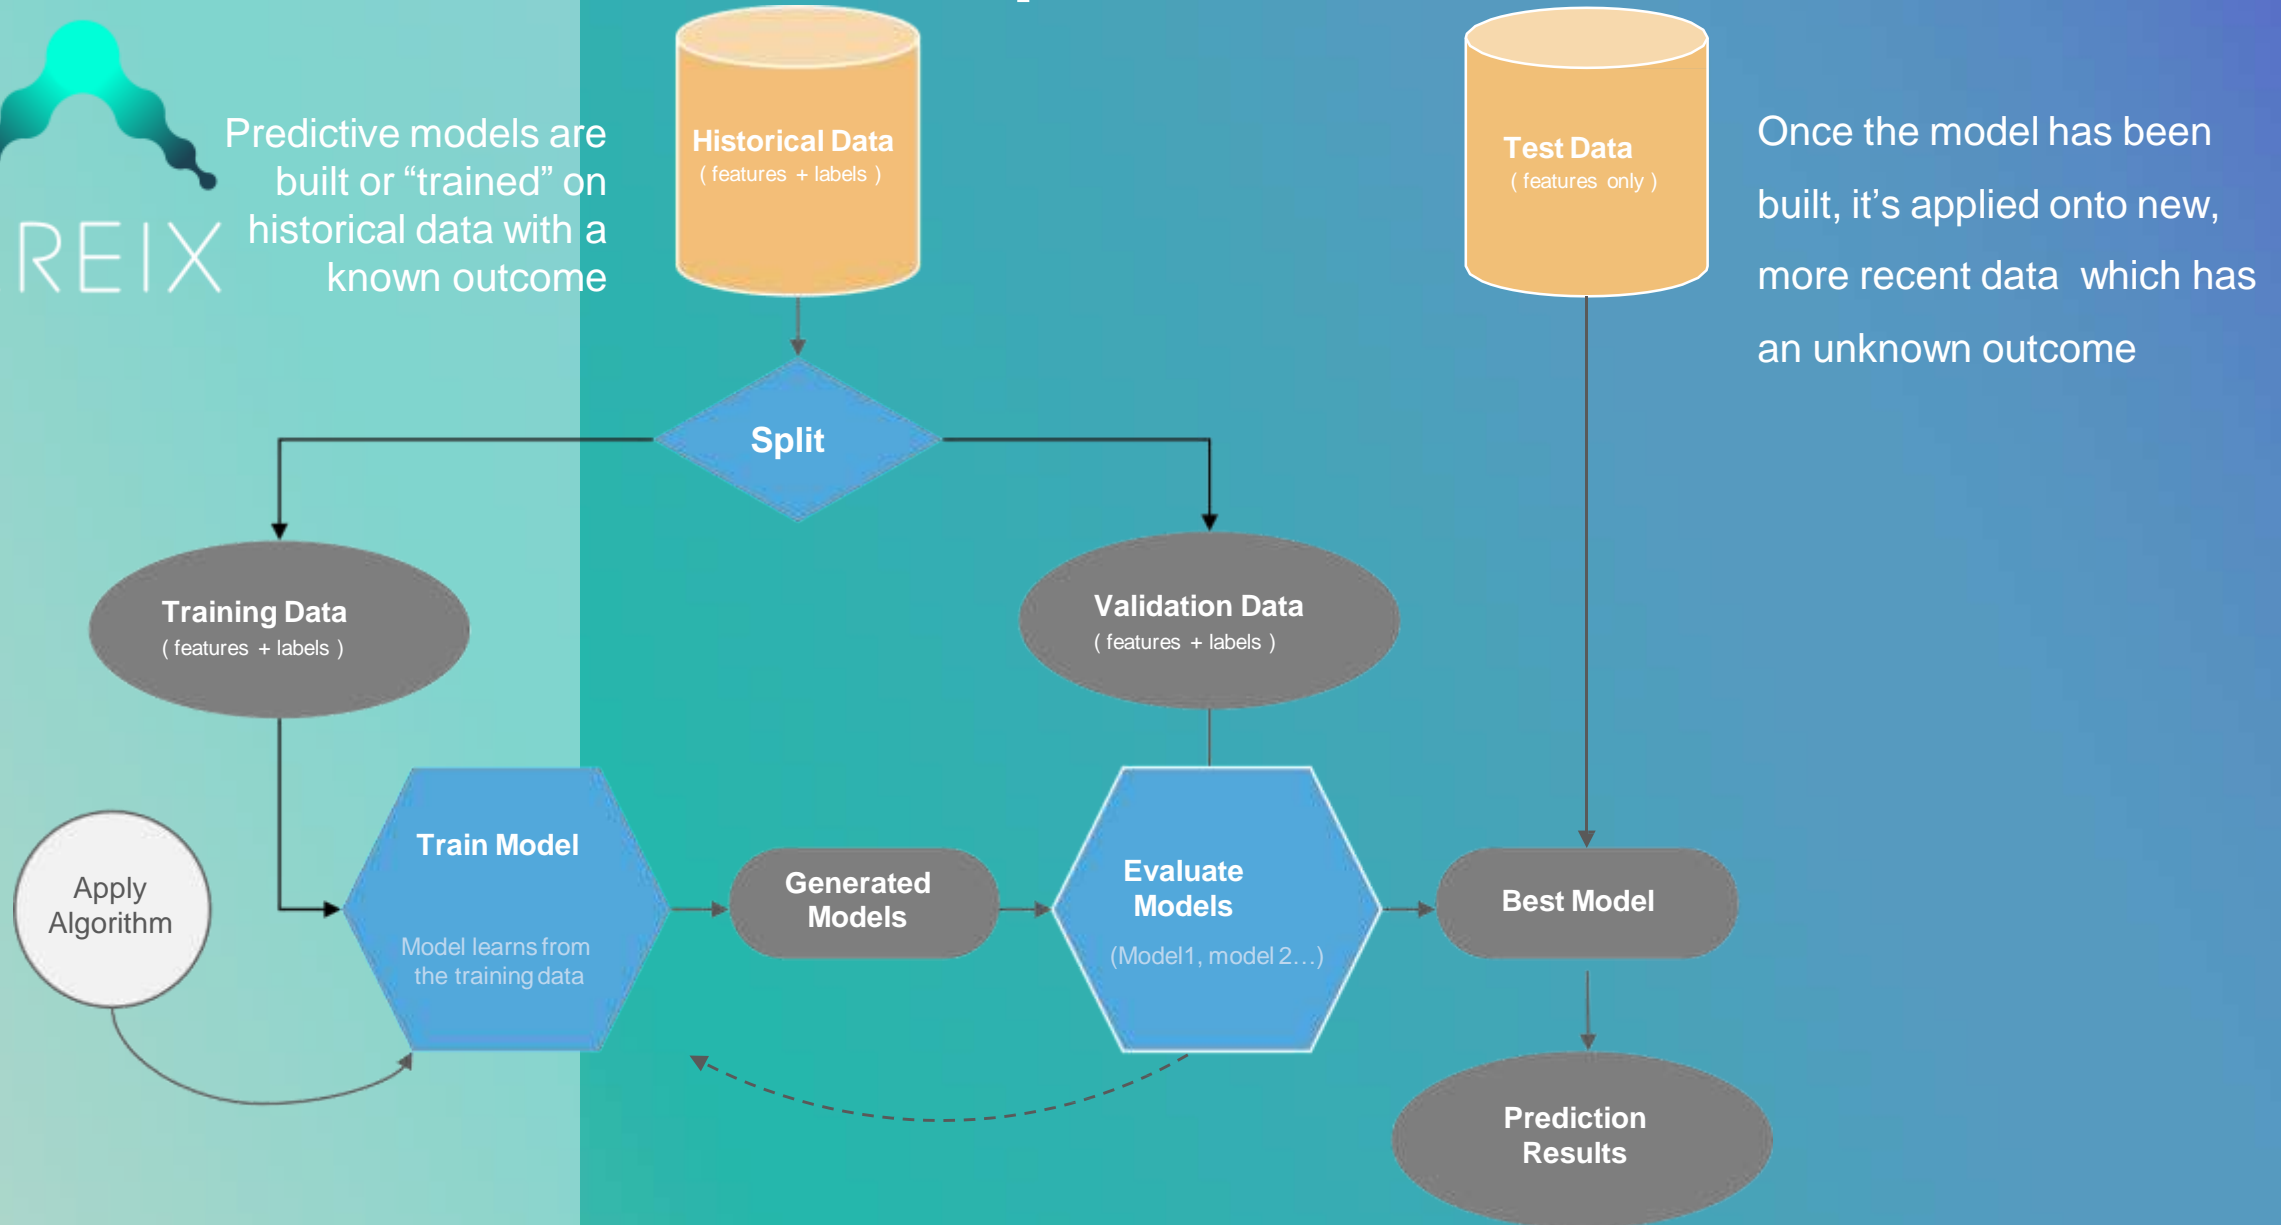 REIX
Predictive models are
built or “trained” on
historical data with a
known outcome
Historical Data
( features + labels )
Test Data
( features only )
Once the model has been
built, it’s applied onto new,
more recent data which has
an unknown outcome
Split
Training Data
( features + labels )
Validation Data
( features + labels )
Apply
Algorithm
Train Model
Model learns from
the training data
Generated
Models
Evaluate
Models
(Model1, model 2…)
Best Model
Prediction
Results